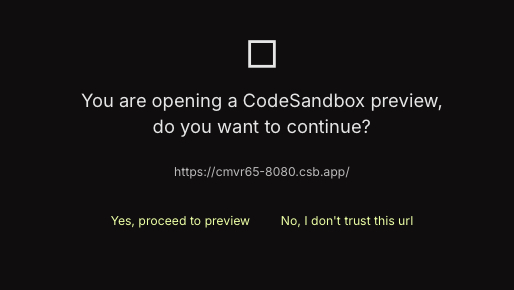 You are opening a CodeSandbox preview,
do you want to continue?
https://cmvr65-8080.csb.app/
Yes, proceed to preview No, I don't trust this url